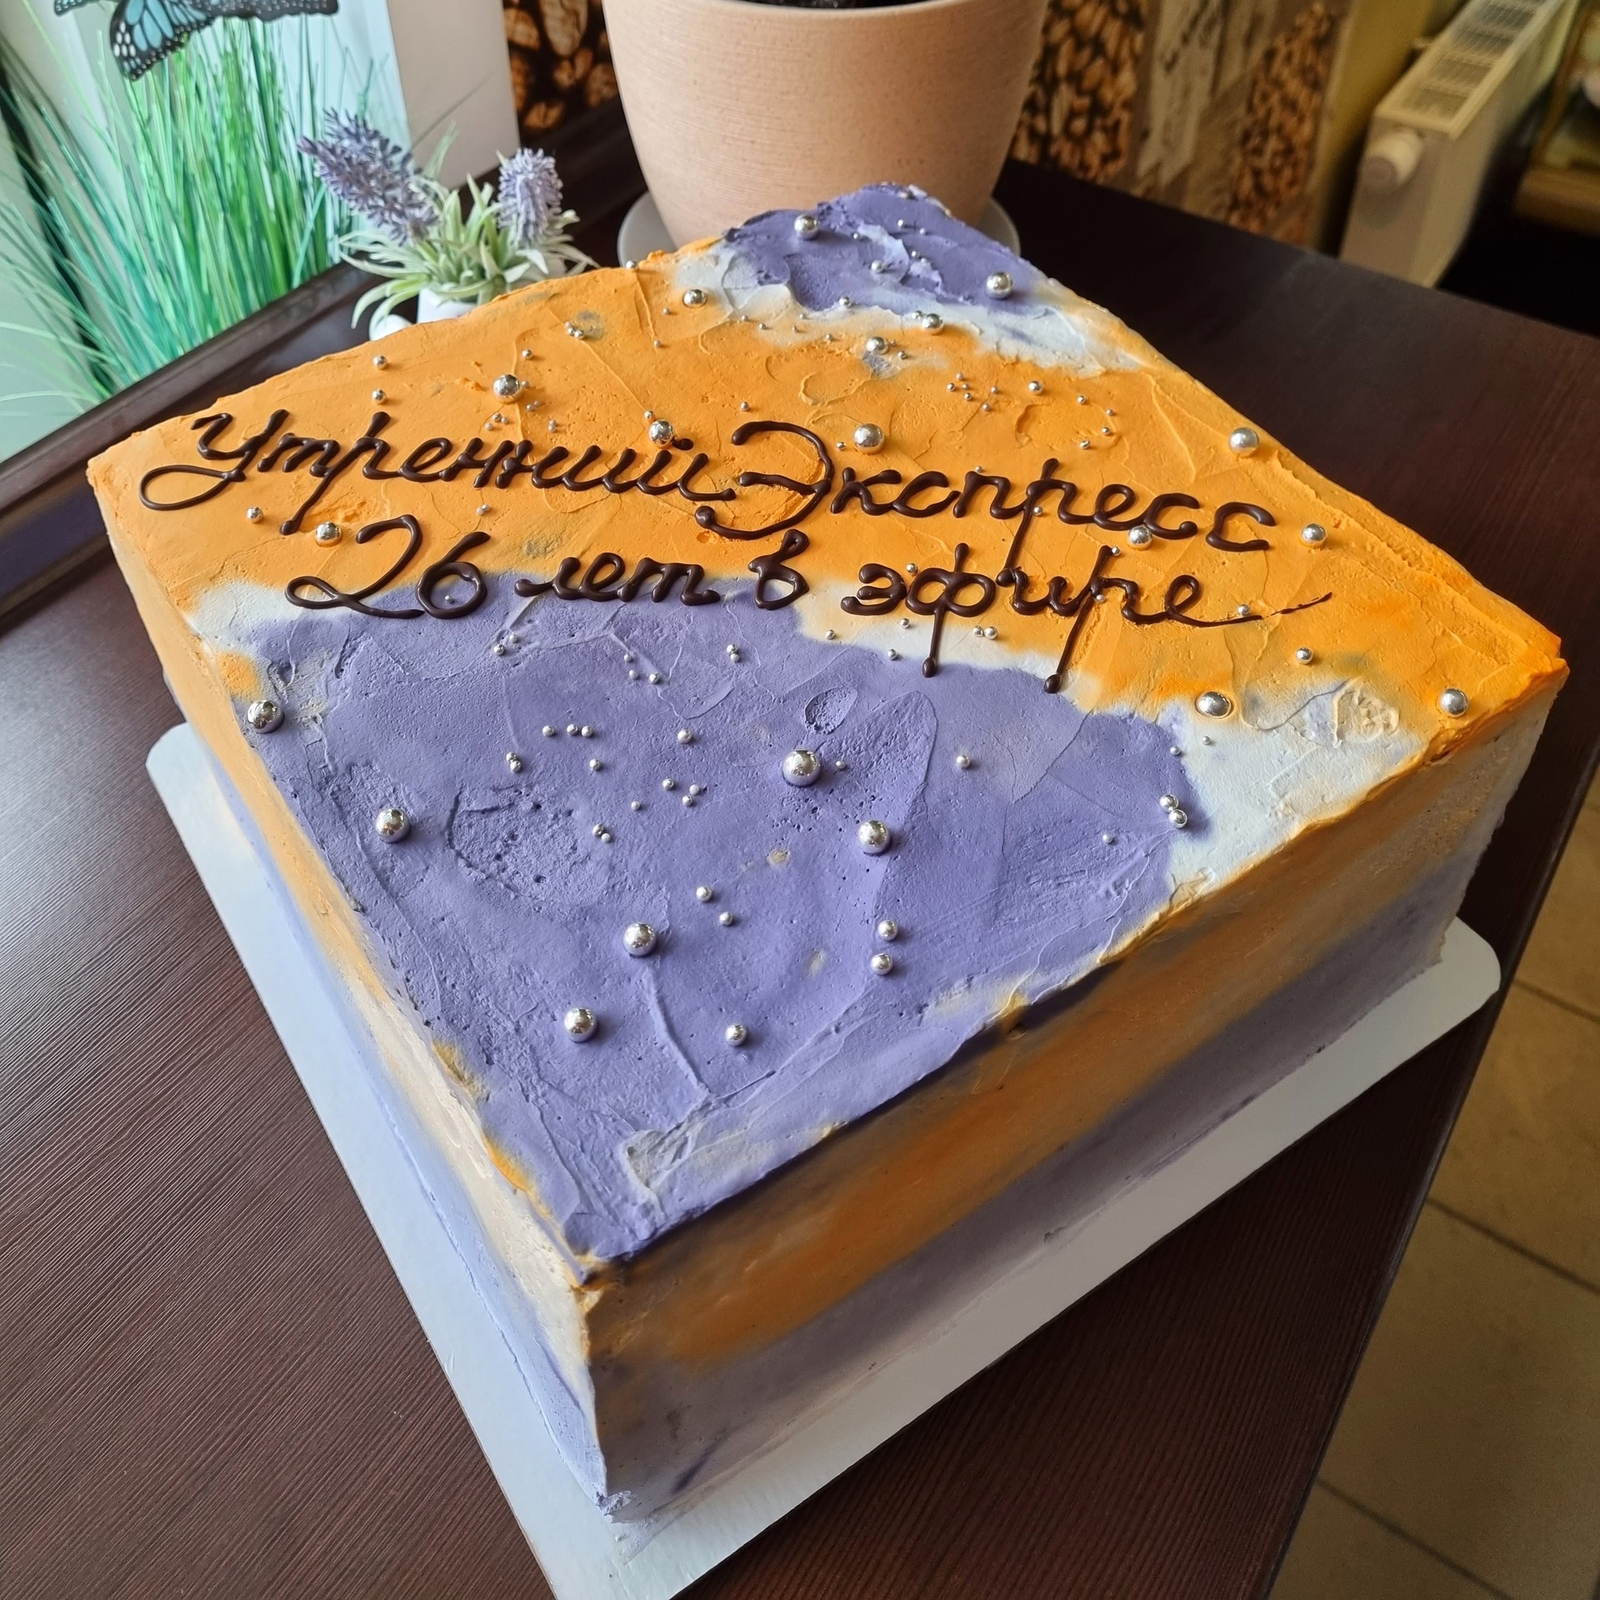 Утренний Экспресс
26 лет в эфире